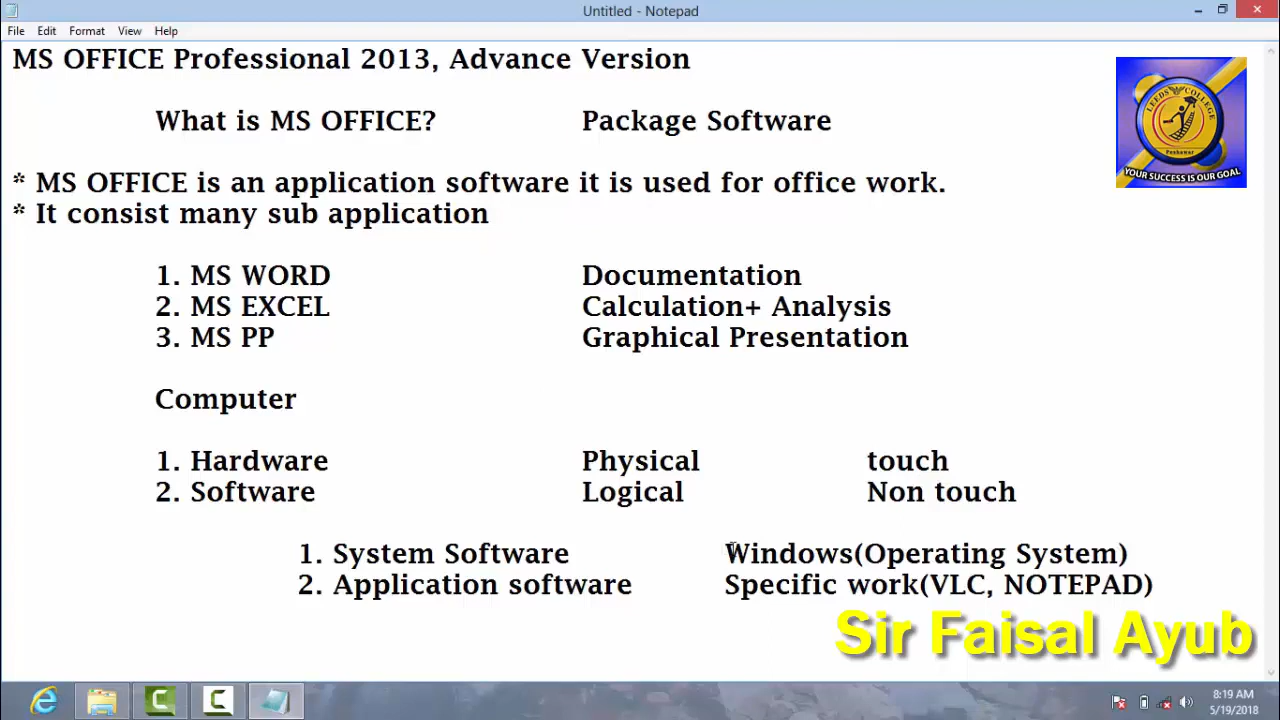 Untitled - Notepad
File Edit Format View Help
MS OFFICE Professional 2013, Advance Version
What is MS OFFICE? Package Software
* MS OFFICE is an application software it is used for office work.
* It consist many sub application
1. MS WORD Documentation
2. MS EXCEL Calculation+ Analysis
3. MS PP Graphical Presentation
Computer
1. Hardware Physical touch
2. Software Logical Non touch
1. System Software Windows(Operating System)
2. Application software Specific work(VLC, NOTEPAD)
LEEDS COLLEGE
Peshawar
YOUR SUCCESS IS OUR GOAL
Sir Faisal Ayub
8:19 AM
5/19/2018